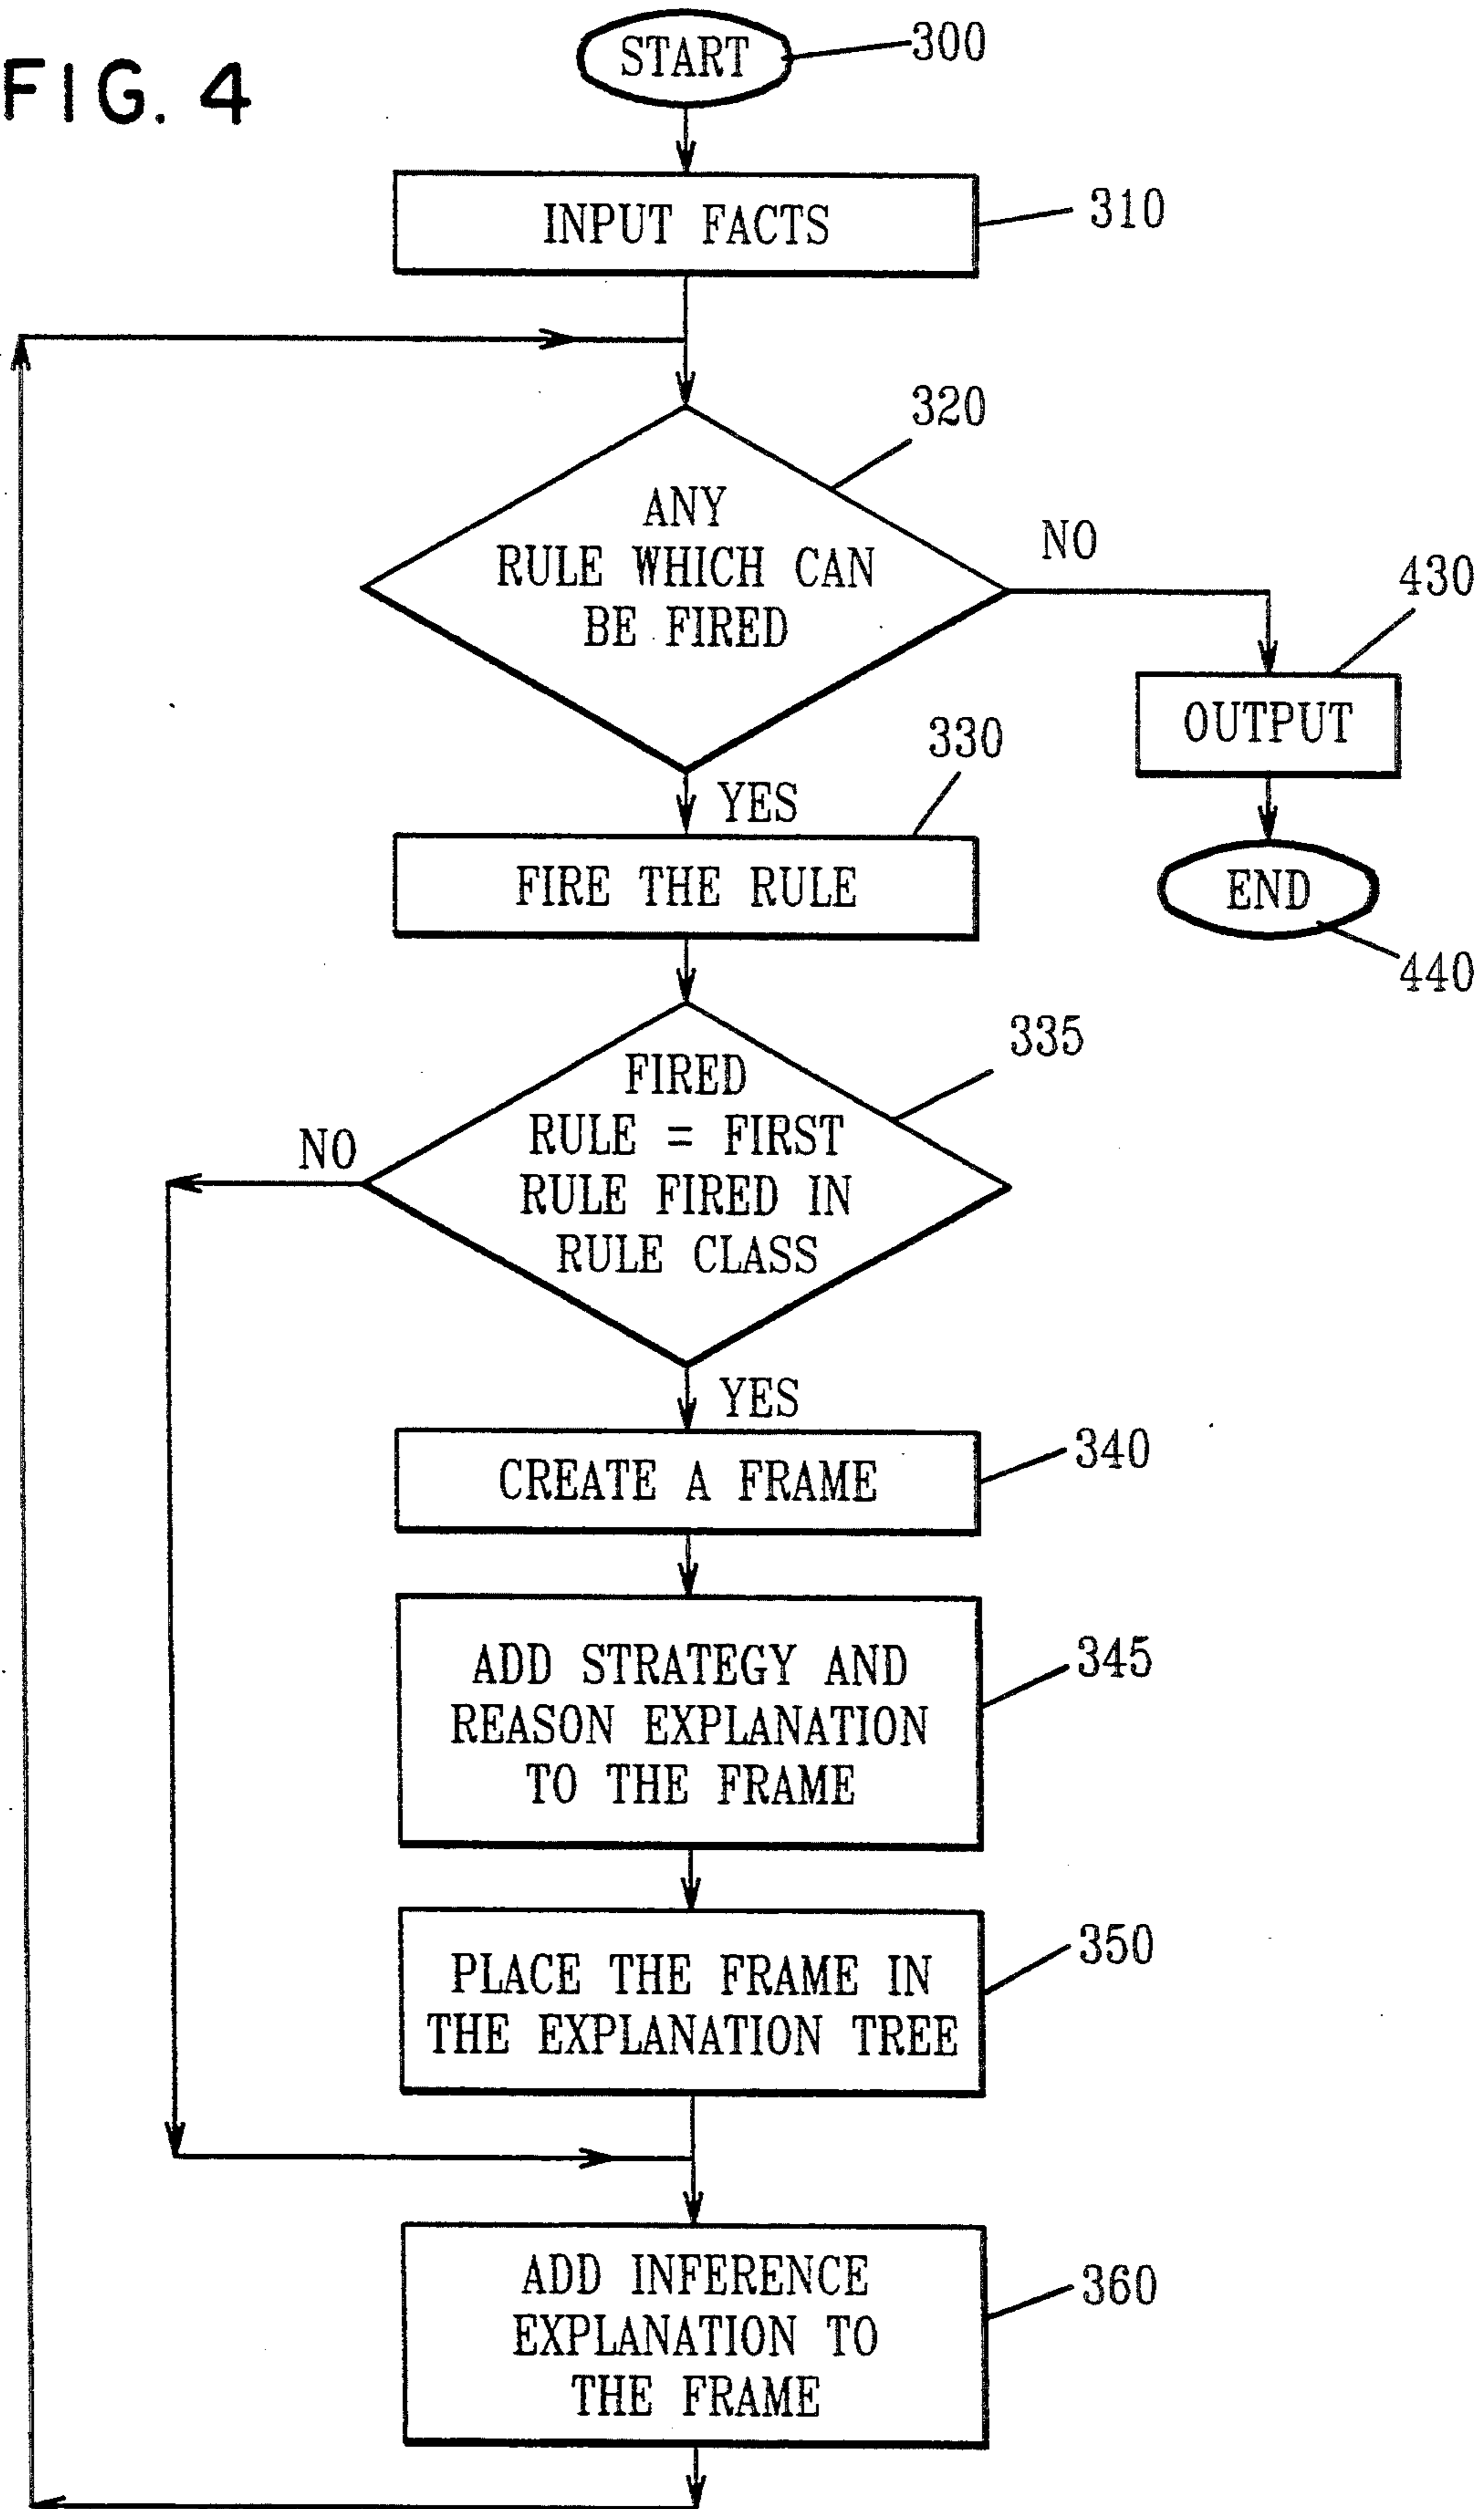 FIG. 4
START
300
INPUT FACTS
310
320
ANY
RULE WHICH CAN
BE FIRED
NO
430
OUTPUT
330
YES
FIRE THE RULE
END
440
335
FIRED
RULE = FIRST
RULE FIRED IN
RULE CLASS
NO
YES
340
CREATE A FRAME
345
ADD STRATEGY AND
REASON EXPLANATION
TO THE FRAME
350
PLACE THE FRAME IN
THE EXPLANATION TREE
360
ADD INFERENCE
EXPLANATION TO
THE FRAME